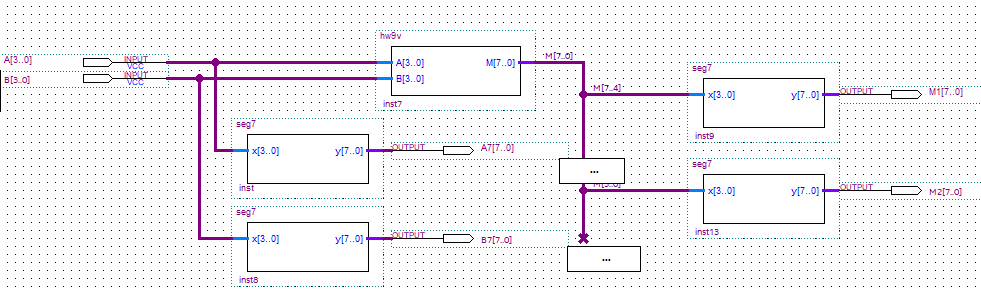 hw9v
A[3..0]
INPUT
VCC
B[3..0]
INPUT
VCC
A[3..0]
B[3..0]
M[7..0]
inst7
M[7..0]
seg7
M[7..4]
x[3..0]
y[7..0]
OUTPUT
M1[7..0]
inst9
seg7
x[3..0]
y[7..0]
OUTPUT
A7[7..0]
inst
...
seg7
x[3..0]
y[7..0]
OUTPUT
M2[7..0]
inst13
seg7
x[3..0]
y[7..0]
OUTPUT
B7[7..0]
inst8
...